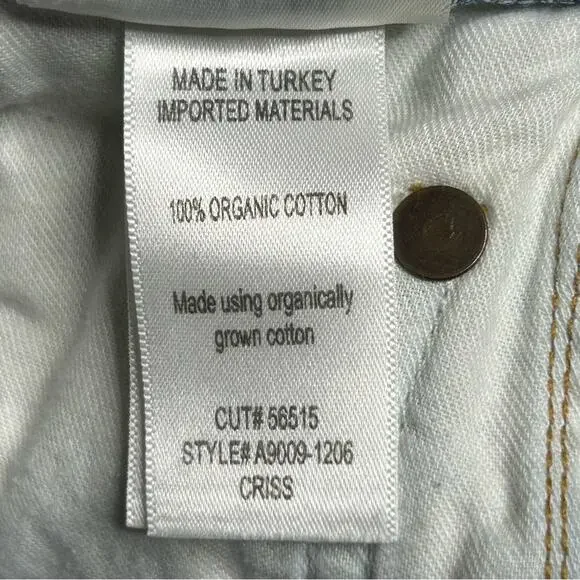 MADE IN TURKEY
IMPORTED MATERIALS
100% ORGANIC COTTON
Made using organically
grown cotton
CUT# 56515
STYLE# A9009-1206
CRISS